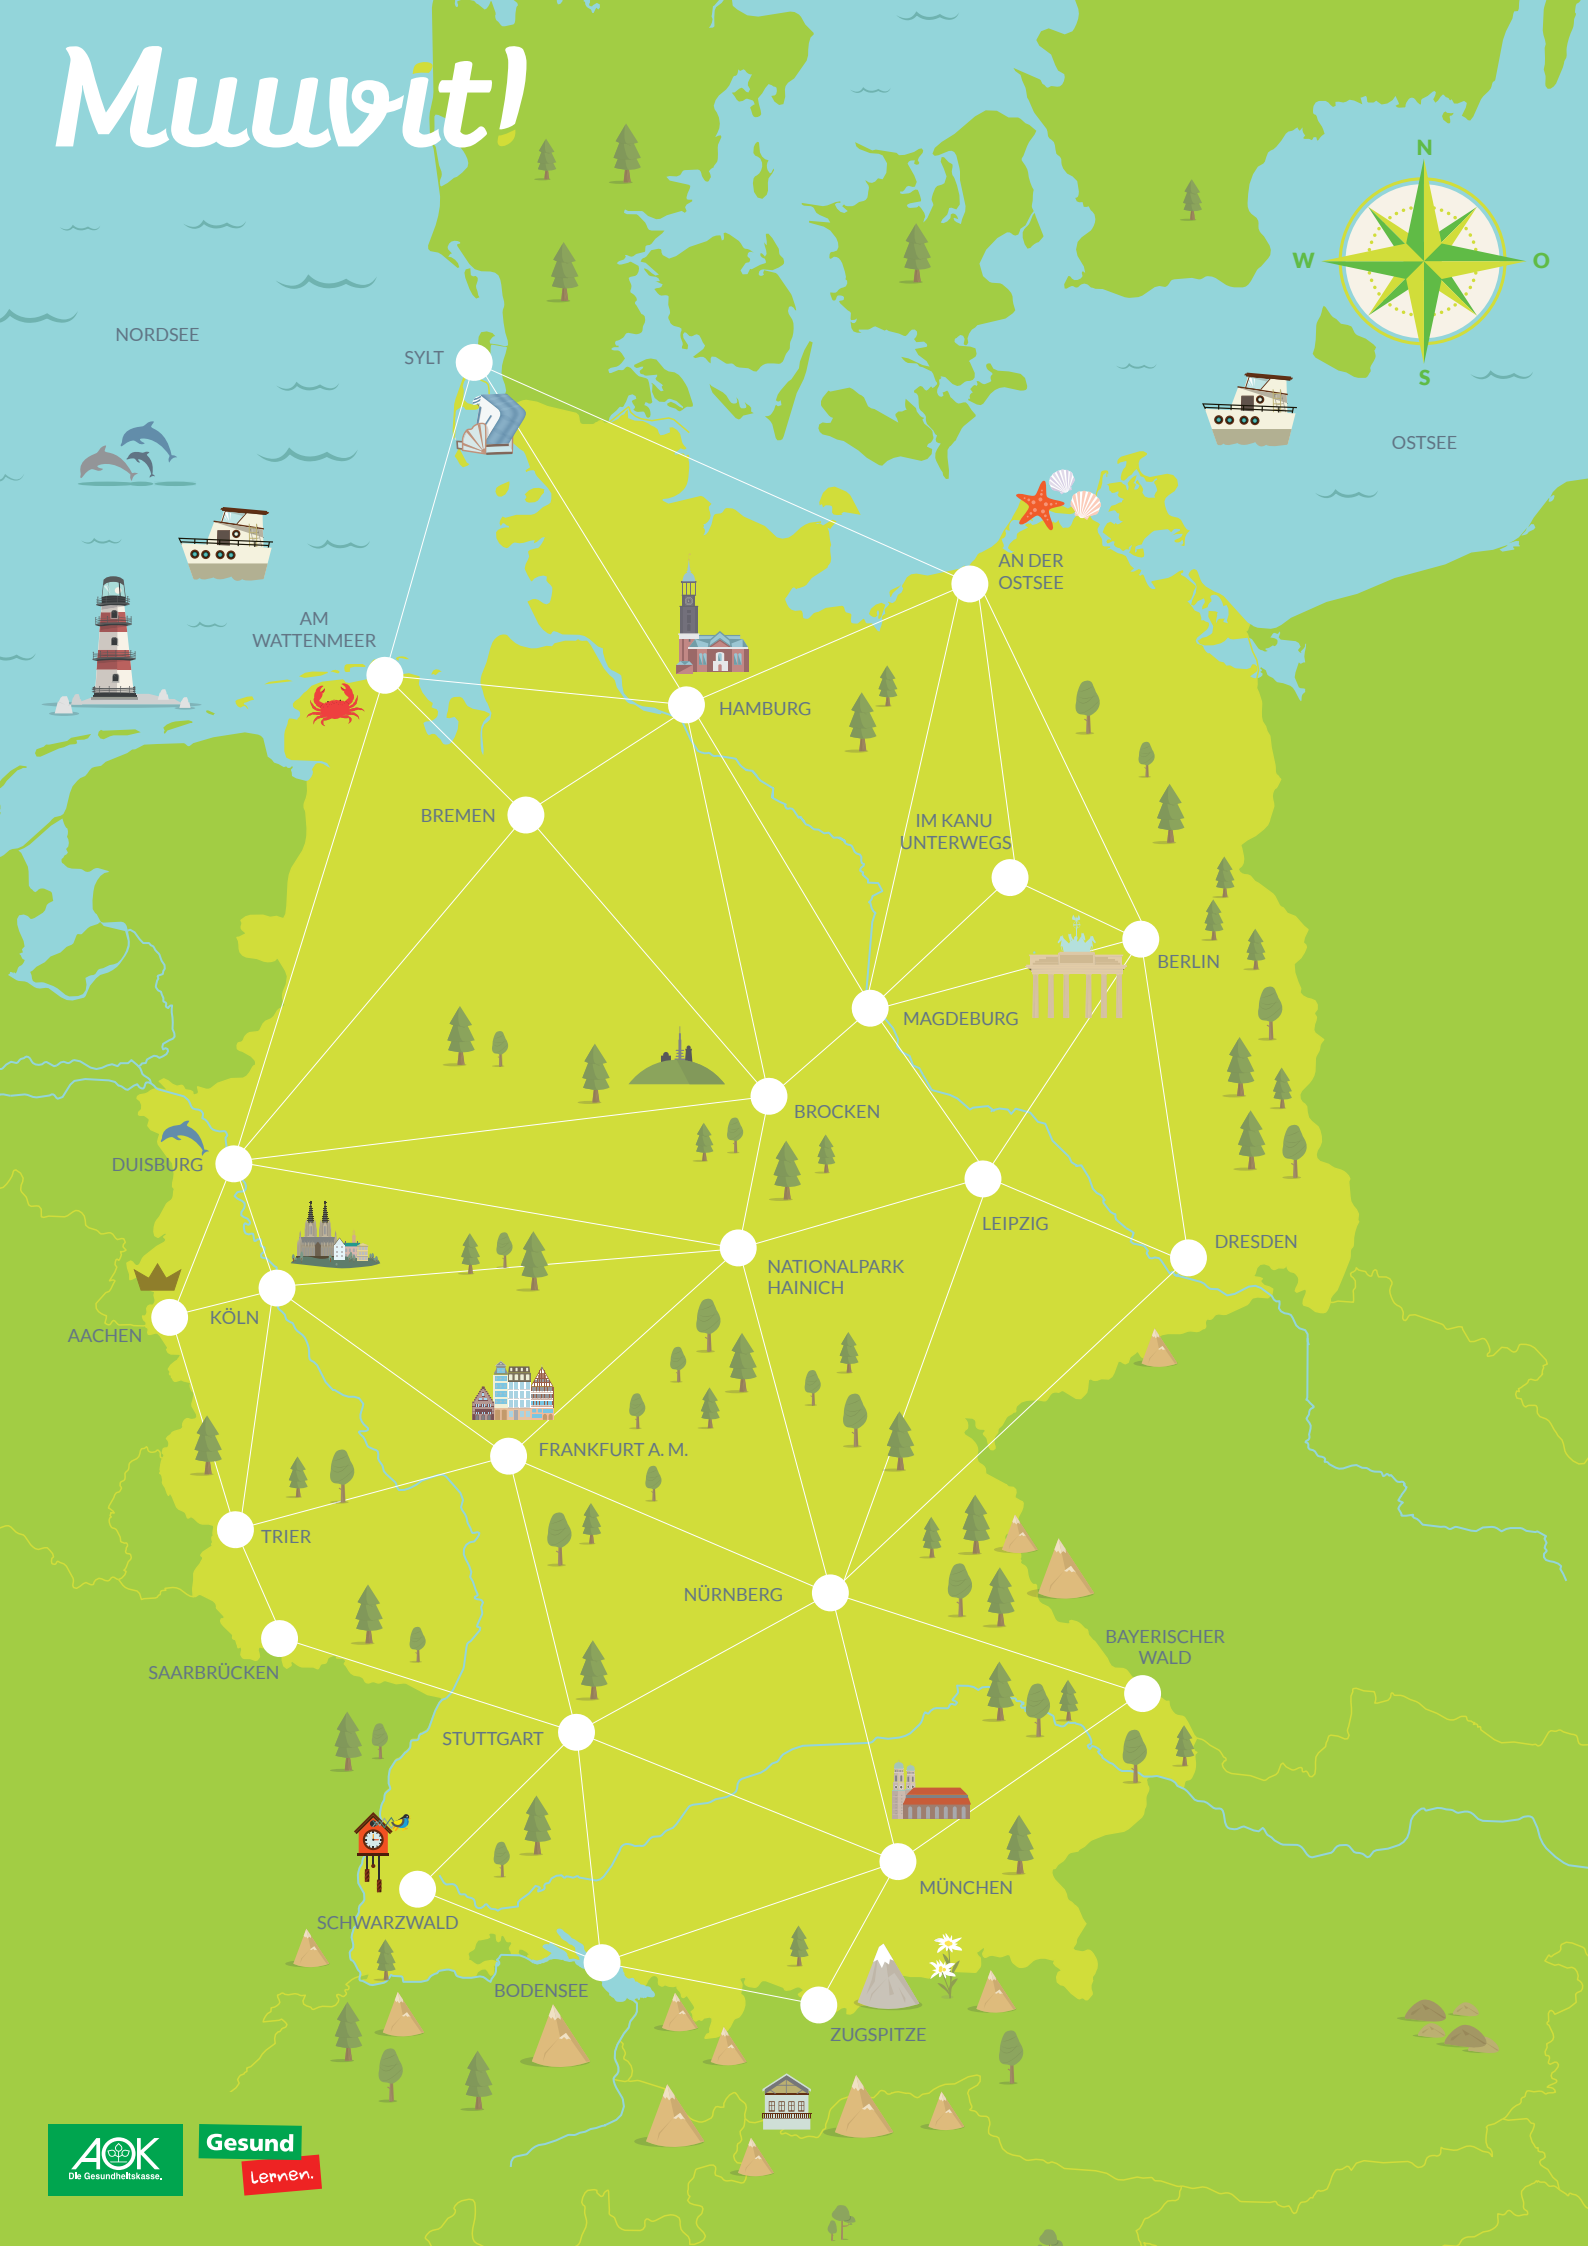 Muuvit!
N
W
O
S
NORDSEE
SYLT
OSTSEE
AN DER
OSTSEE
AM
WATTENMEER
HAMBURG
BREMEN
IM KANU
UNTERWEGS
BERLIN
MAGDEBURG
BROCKEN
DUISBURG
LEIPZIG
DRESDEN
NATIONALPARK
HAINICH
KÖLN
AACHEN
FRANKFURT A. M.
TRIER
NÜRNBERG
BAYERISCHER
WALD
SAARBRÜCKEN
STUTTGART
MÜNCHEN
SCHWARZWALD
BODENSEE
ZUGSPITZE
AOK
Die Gesundheitskasse.
Gesund
Lernen.